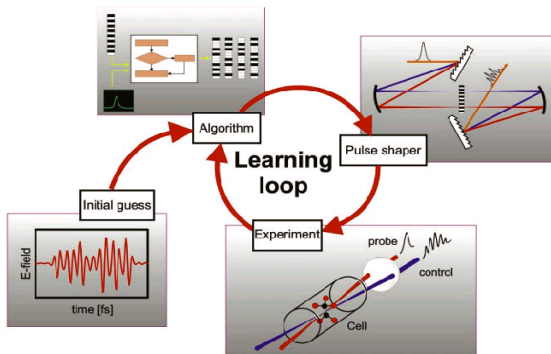 Algorithm
Learning
loop
Pulse shaper
Initial guess
Experiment
E-field
time [fs]
probe
control
Cell